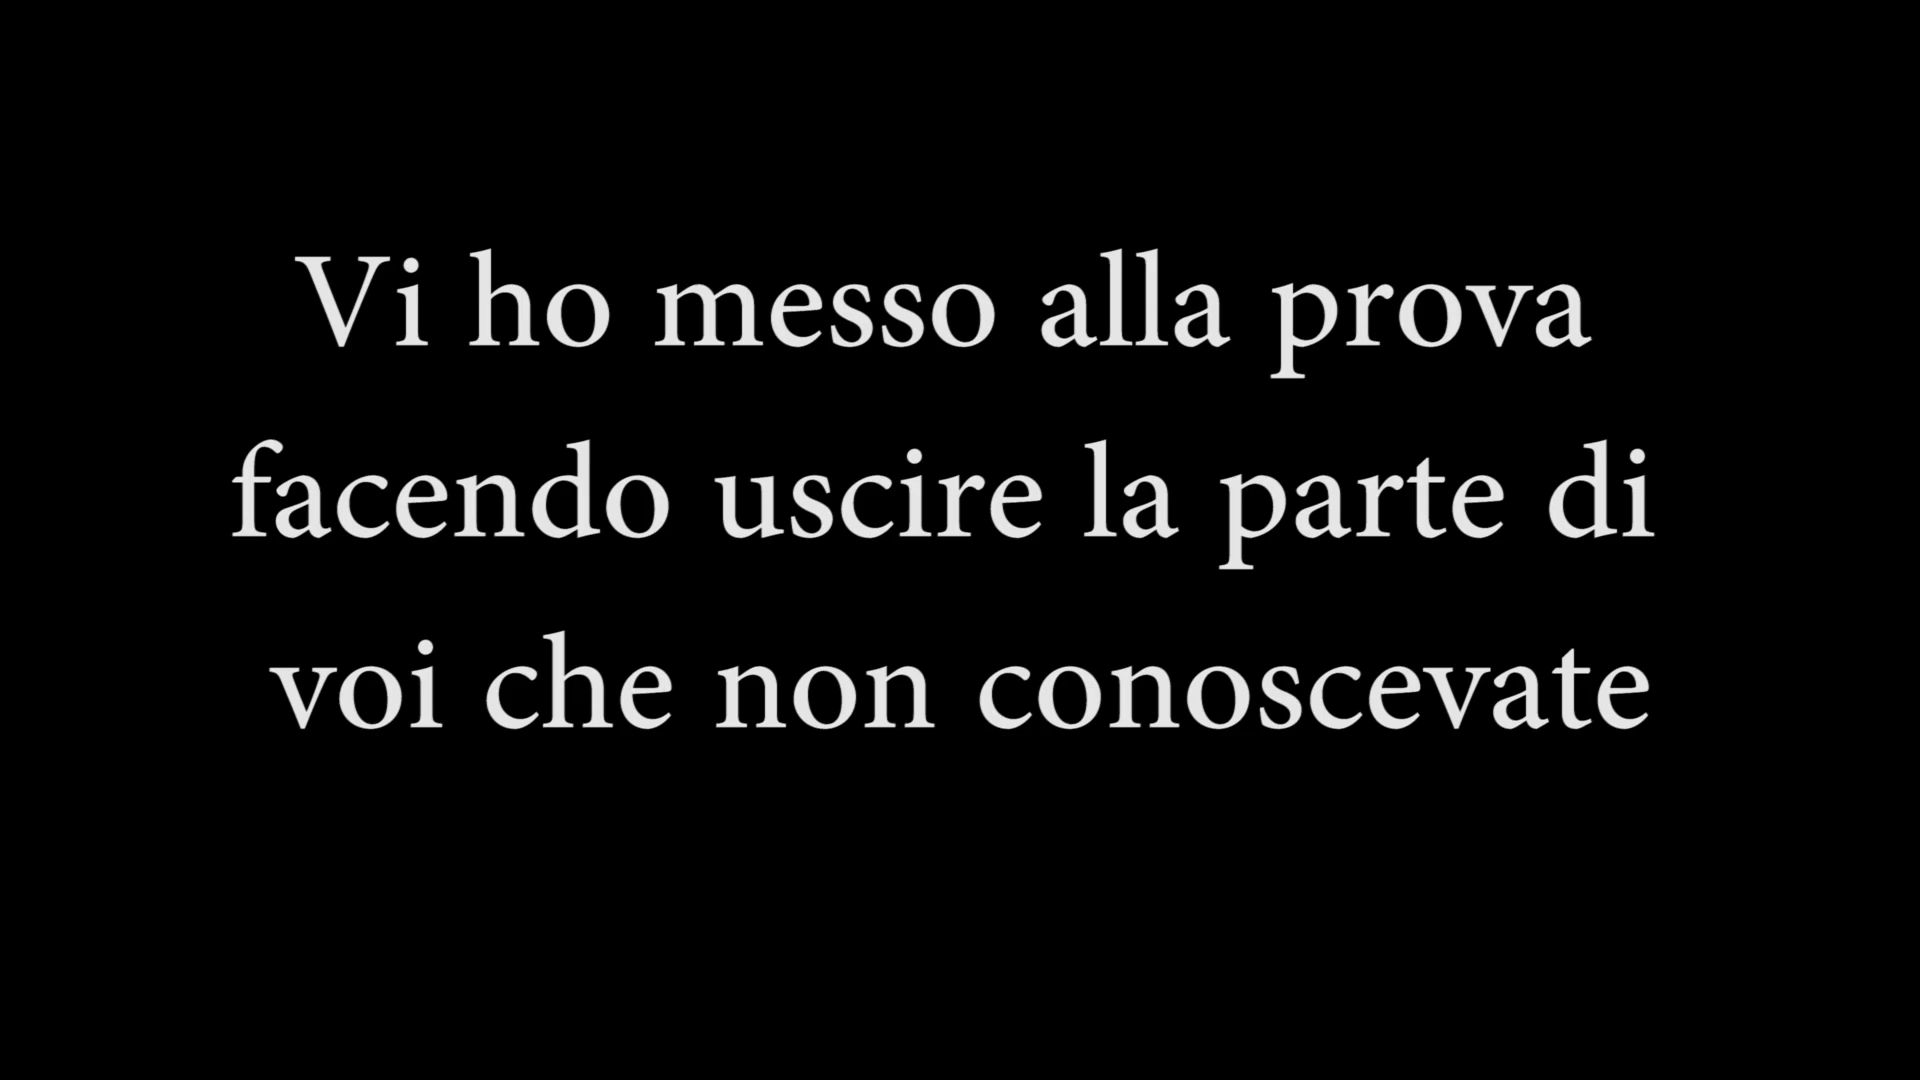 Vi ho messo alla prova
facendo uscire la parte di
voi che non conoscevate